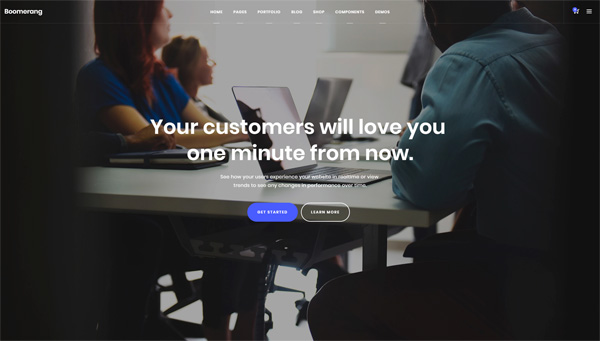 Boomerang
HOME PAGES PORTFOLIO BLOG SHOP COMPONENTS DEMOS
Your customers will love you
one minute from now.
See how your users experience your website in realtime or view
trends to see any changes in performance over time.
GET STARTED LEARN MORE